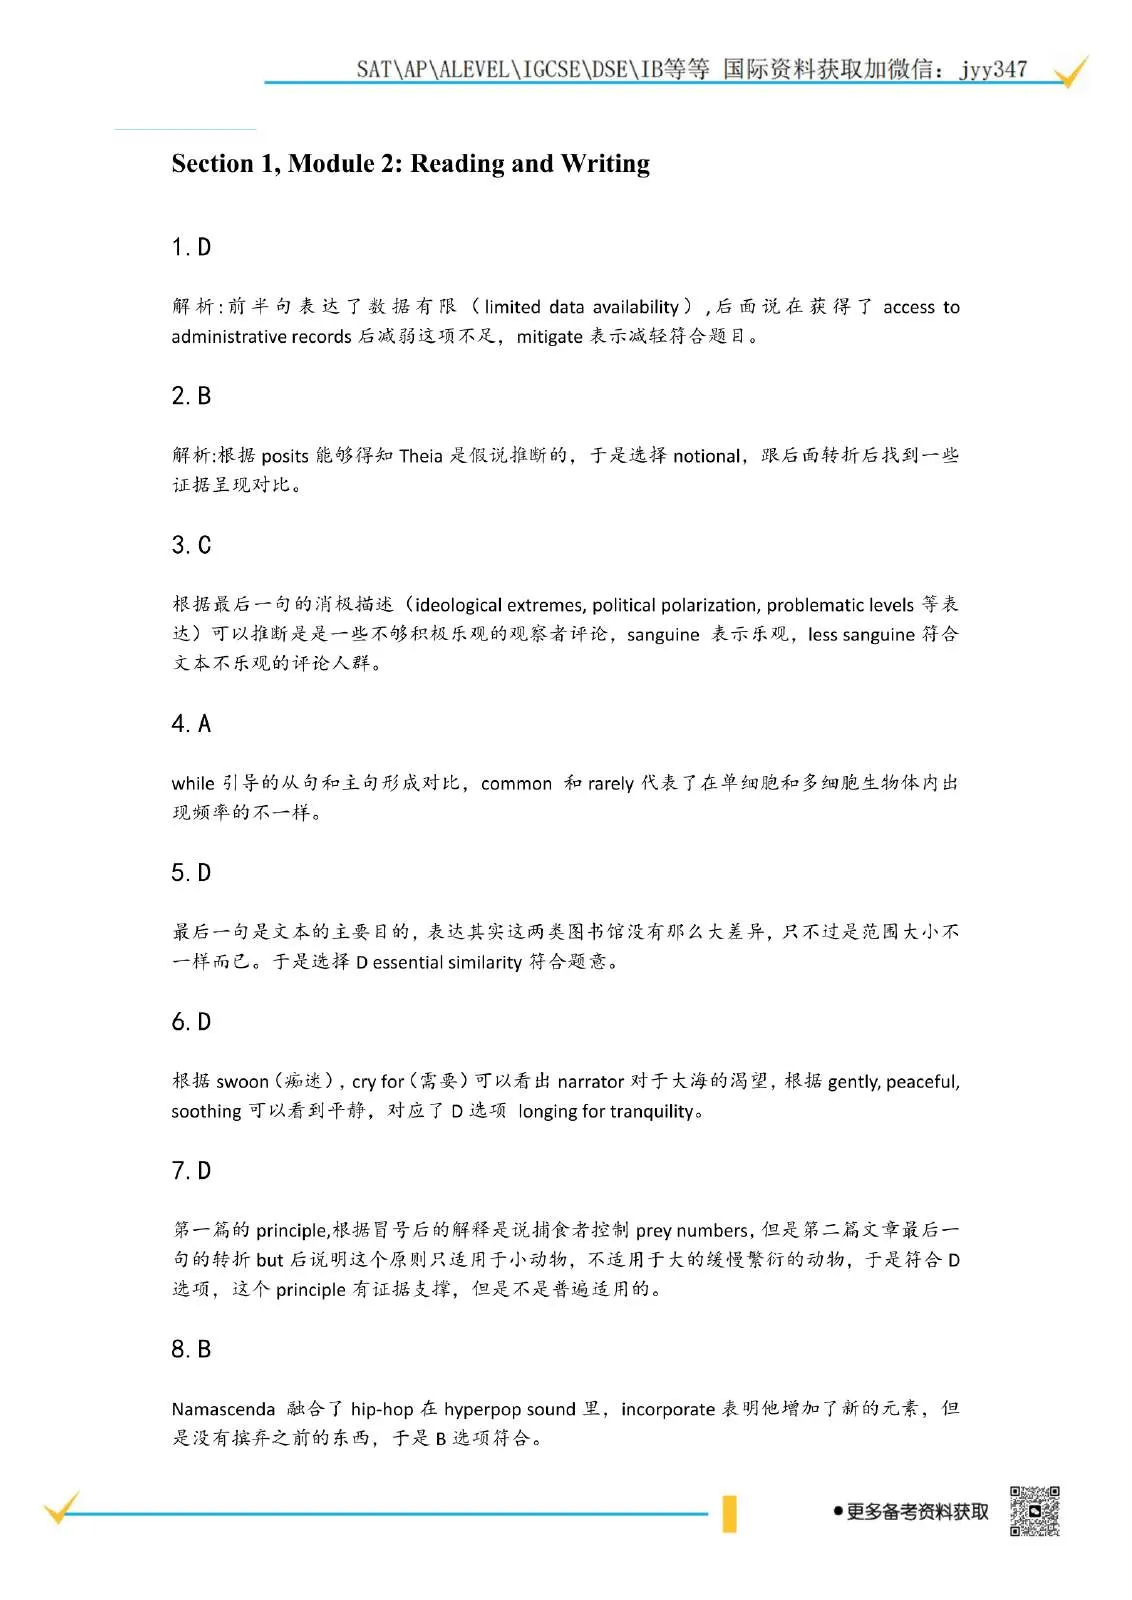 SAT\AP\ALEVEL\IGCSE\DSE\IB等等 国际资料获取加微信：jyy347
Section 1, Module 2: Reading and Writing
1. D
解析:前半句表达了数据有限（limited data availability）,后面说在获得了 access to
administrative records 后减弱这项不足，mitigate 表示减轻符合题目。
2. B
解析:根据 posits 能够得知 Theia 是假说推断的，于是选择 notional，跟后面转折后找到一些
证据呈现对比。
3. C
根据最后一句的消极描述（ideological extremes, political polarization, problematic levels 等表
达）可以推断是是一些不够积极乐观的观察者评论，sanguine 表示乐观，less sanguine 符合
文本不乐观的评论人群。
4. A
while 引导的从句和主句形成对比，common 和 rarely 代表了在单细胞和多细胞生物体内出
现频率的不一样。
5. D
最后一句是文本的主要目的，表达其实这两类图书馆没有那么大差异，只不过是范围大小不
一样而已。于是选择 D essential similarity 符合题意。
6. D
根据 swoon（痴迷）, cry for（需要）可以看出 narrator 对于大海的渴望，根据 gently, peaceful,
soothing 可以看到平静，对应了 D 选项 longing for tranquility。
7. D
第一篇的 principle,根据冒号后的解释是说捕食者控制 prey numbers，但是第二篇文章最后一
句的转折 but 后说明这个原则只适用于小动物，不适用于大的缓慢繁衍的动物，于是符合 D
选项，这个 principle 有证据支撑，但是不是普遍适用的。
8. B
Namascenda 融合了 hip-hop 在 hyperpop sound 里，incorporate 表明他增加了新的元素，但
是没有摈弃之前的东西，于是 B 选项符合。
●更多备考资料获取